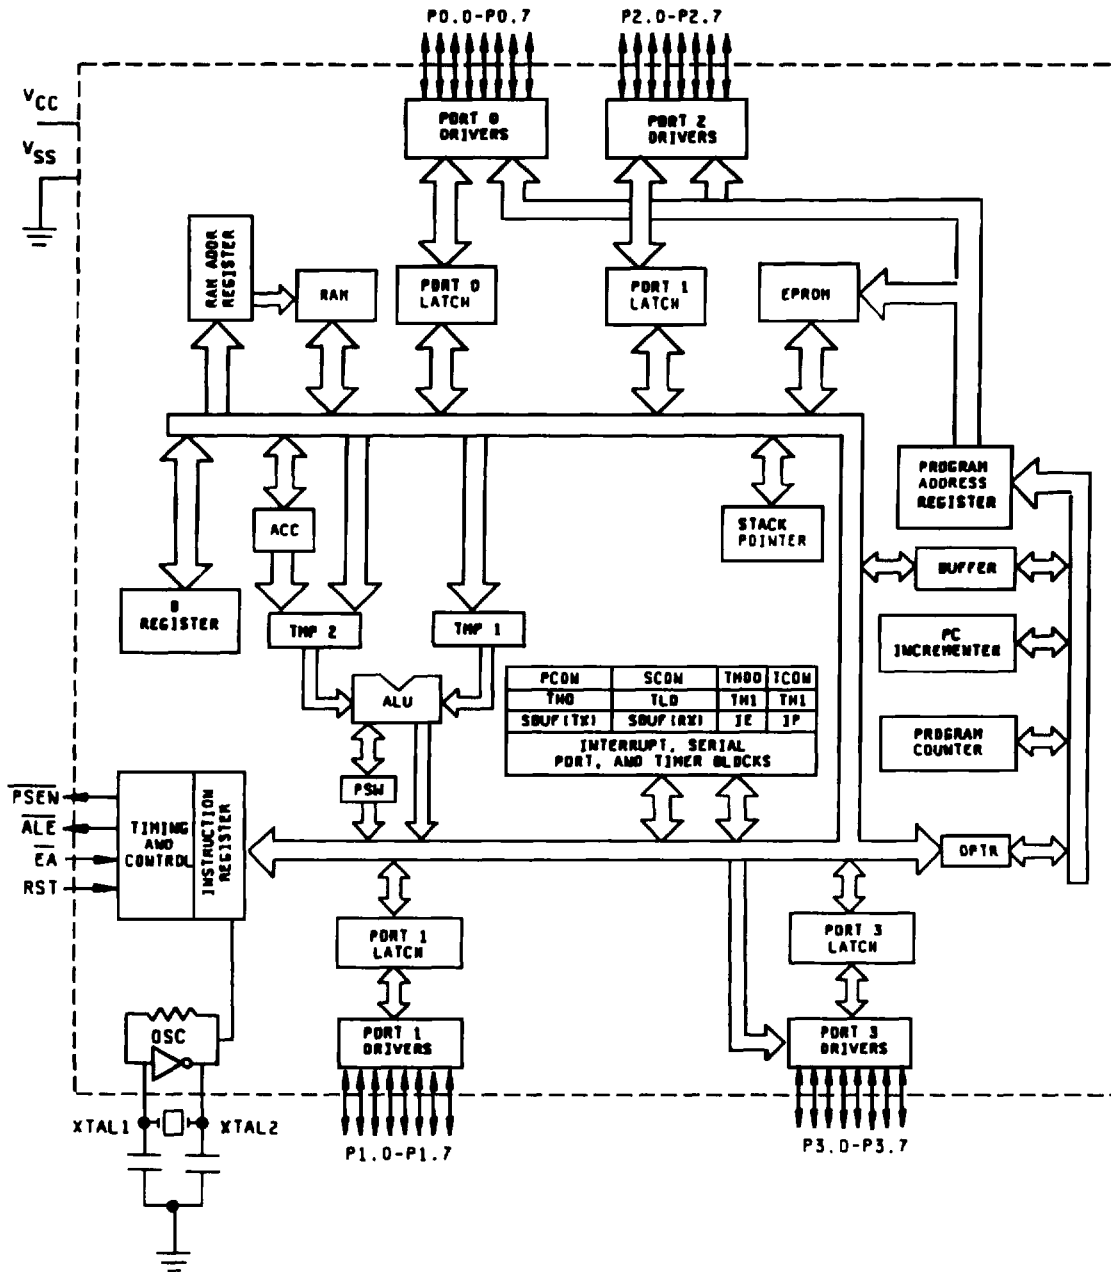 P0.0-P0.7
P2.0-P2.7
VCC
VSS
PORT 0
DRIVERS
PORT 2
DRIVERS
RAM ADDR
REGISTER
RAM
PORT 0
LATCH
PORT 1
LATCH
EPROM
PROGRAM
ADDRESS
REGISTER
ACC
STACK
POINTER
BUFFER
B
REGISTER
TMP 2
TMP 1
PC
INCREMENTER
PCON SCON TMOD TCON
TH0 TL0 TH1 TH1
SBUF(TX) SBUF(RX) IE IP
INTERRUPT, SERIAL
PORT, AND TIMER BLOCKS
ALU
PROGRAM
COUNTER
PSW
PSEN
ALE
EA
RST
TIMING
AND
CONTROL
INSTRUCTION
REGISTER
DPTR
PORT 1
LATCH
PORT 3
LATCH
OSC
PORT 1
DRIVERS
PORT 3
DRIVERS
XTAL1
XTAL2
P1.0-P1.7
P3.0-P3.7